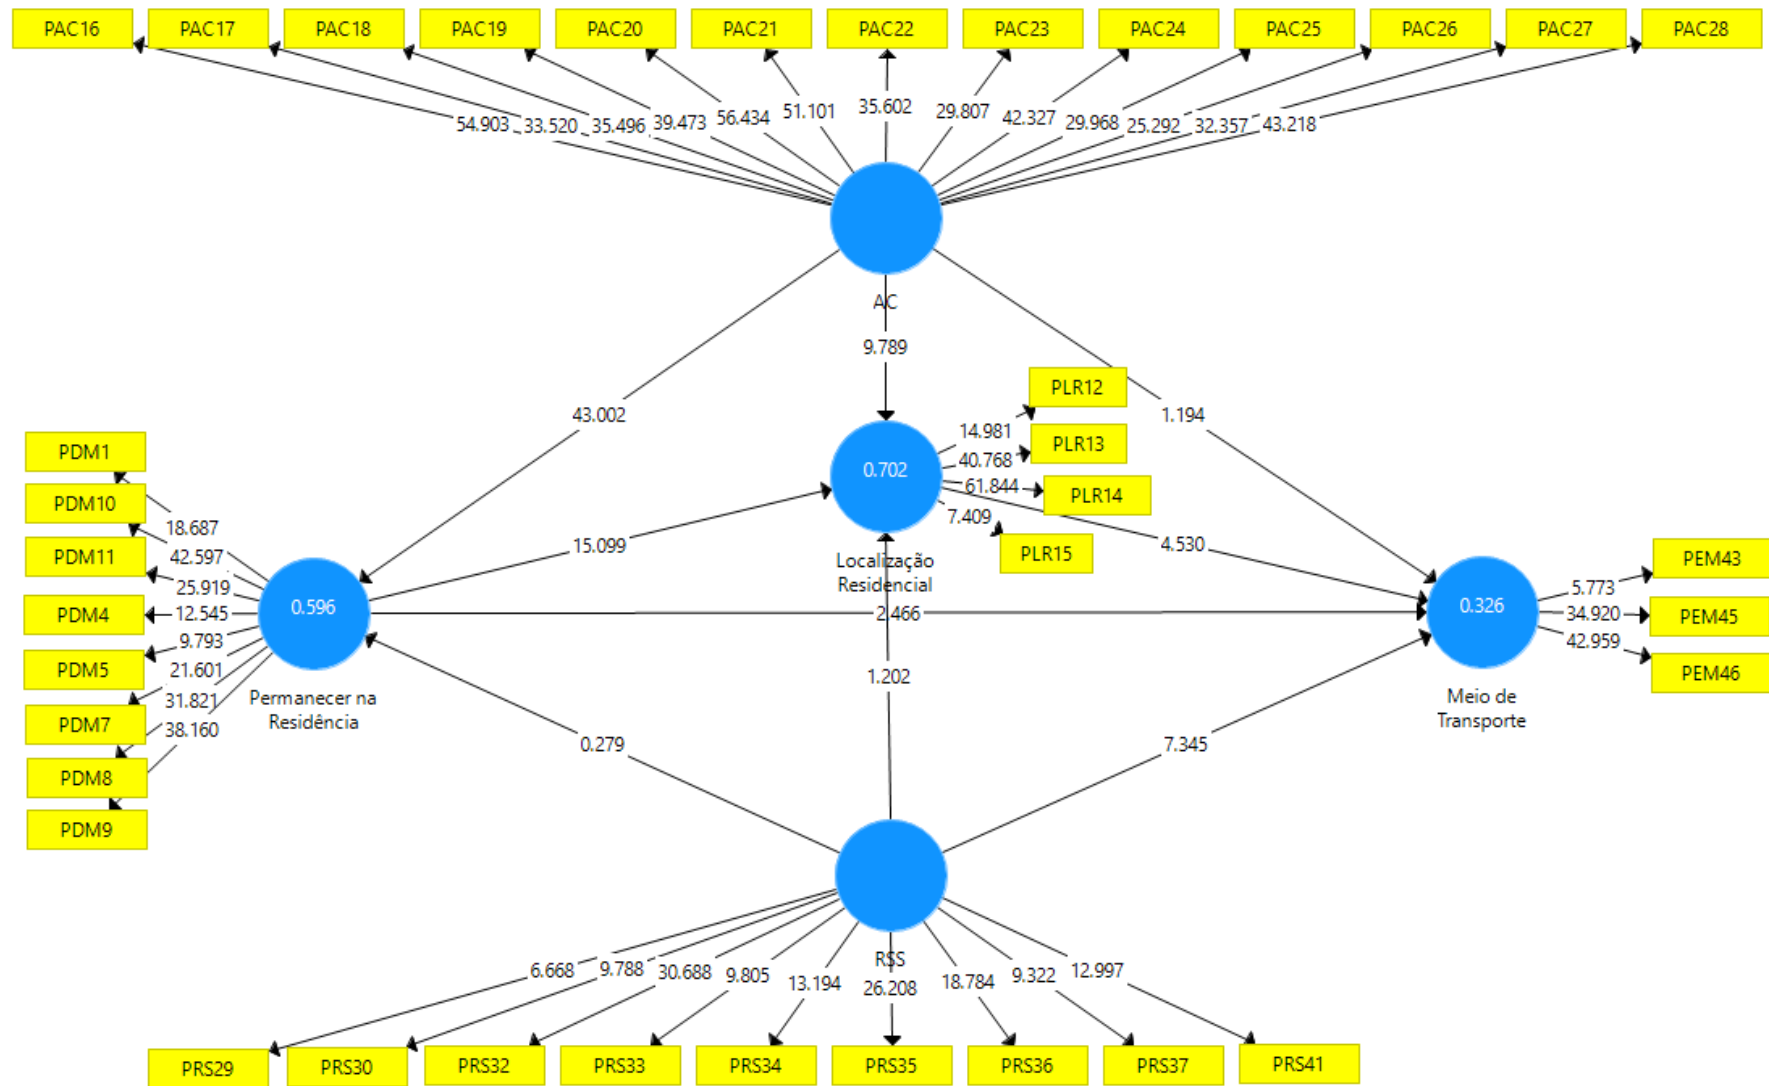 PAC16 PAC17 PAC18 PAC19 PAC20 PAC21 PAC22 PAC23 PAC24 PAC25 PAC26 PAC27 PAC28
54.903 33.520 35.496 39.473 56.434 51.101 35.602 29.807 42.327 29.968 25.292 32.357 43.218
AC
9.789
43.002
1.194
PLR12
14.981
PLR13
40.768
0.702
61.844
PLR14
7.409
PLR15
Localização
Residencial
15.099
4.530
PDM1
PDM10
18.687
PDM11
42.597
25.919
PDM4
12.545
9.793
PDM5
21.601
31.821
PDM7
38.160
PDM8
PDM9
0.596
Permanecer na
Residência
2.466
0.326
Meio de
Transporte
PEM43
5.773
PEM45
34.920
42.959
PEM46
1.202
0.279
7.345
RSS
6.668 9.788 30.688 9.805 13.194 26.208 18.784 9.322 12.997
PRS29 PRS30 PRS32 PRS33 PRS34 PRS35 PRS36 PRS37 PRS41